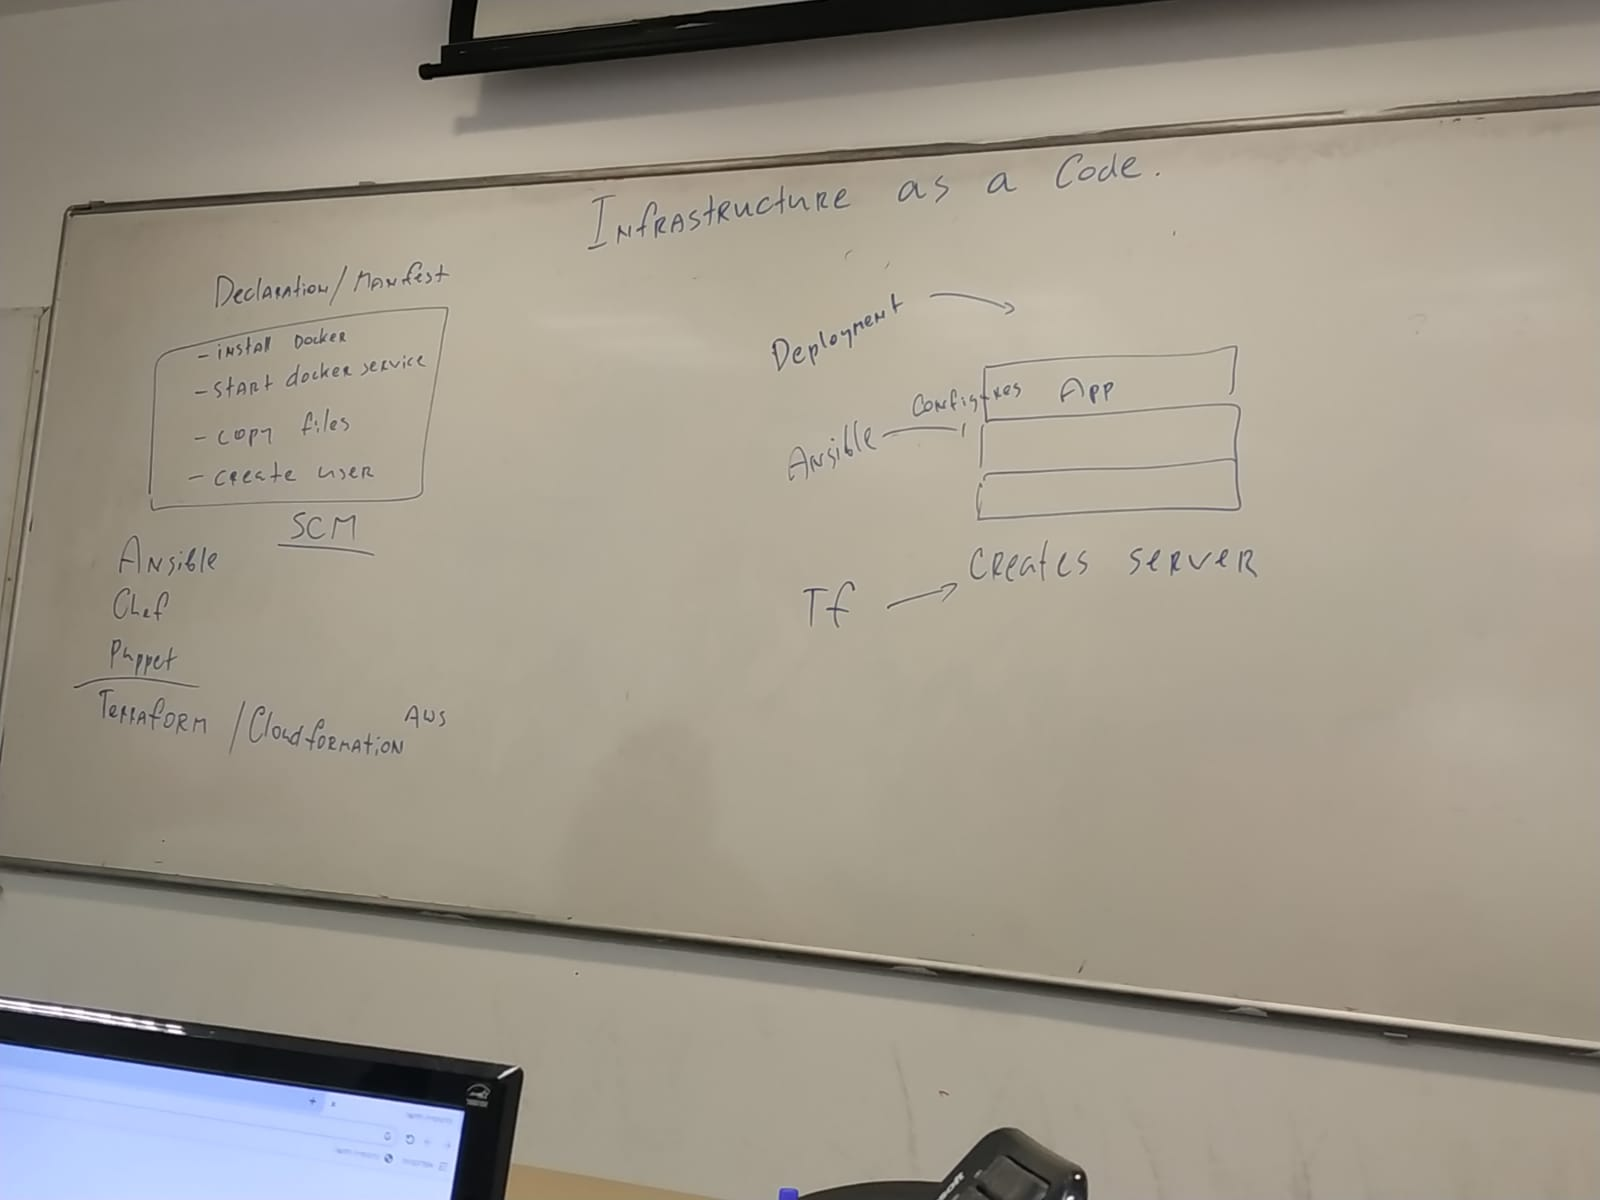 Infrastructure as a Code.
Declaration/Manifest
- install Docker
- start docker service
- copy files
- create user
SCM
Ansible
Chef
Puppet
Terraform / Cloudformation AWS
Deployment
Configures App
Ansible
Tf → creates server